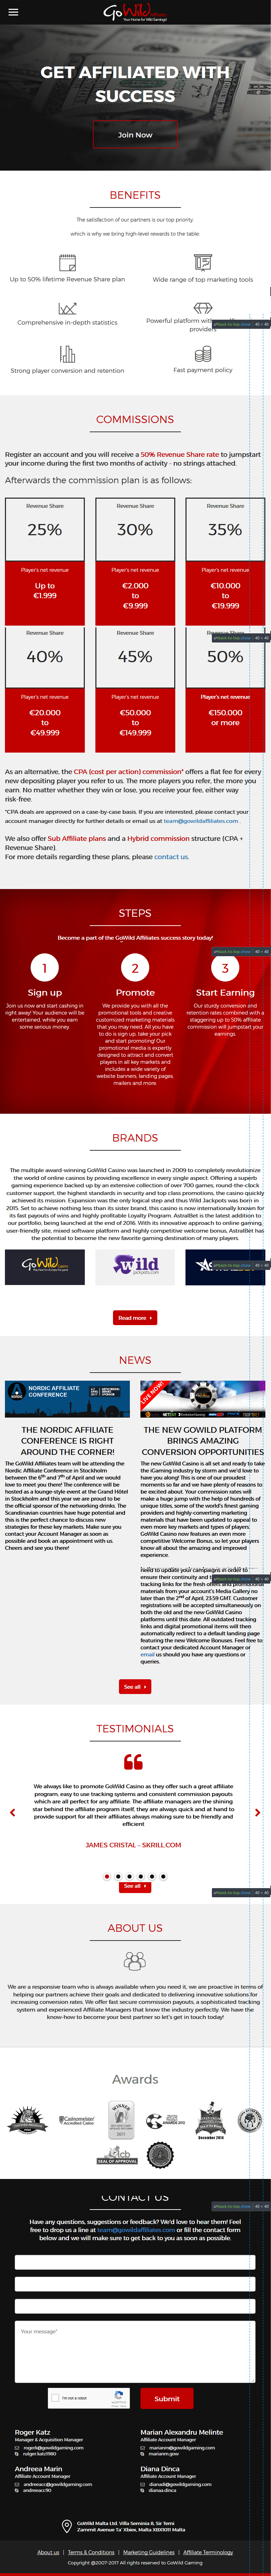 GoWild
Your Home for Wild Earnings!
GET AFFILIATED WITH
SUCCESS
Join Now
BENEFITS
The satisfaction of our partners is our top priority,
which is why we bring high-level rewards to the table:
Up to 50% lifetime Revenue Share plan
Wide range of top marketing tools
Comprehensive in-depth statistics
Powerful platform with
providers
Strong player conversion and retention
Fast payment policy
COMMISSIONS
Register an account and you will receive a 50% Revenue Share rate to jumpstart
your income during the first two months of activity – no strings attached.
Afterwards the commission plan is as follows:
Revenue Share
25%
Player's net revenue
Up to
€1.999
Revenue Share
30%
Player's net revenue
€2.000
to
€9.999
Revenue Share
35%
Player's net revenue
€10.000
to
€19.999
Revenue Share
40%
Player's net revenue
€20.000
to
€49.999
Revenue Share
45%
Player's net revenue
€50.000
to
€149.999
Revenue Share
50%
Player's net revenue
€150.000
or more
As an alternative, the CPA (cost per action) commission* offers a flat fee for every
new depositing player you refer to us. The more players you refer, the more you
earn. No matter whether they win or lose, you receive your fee, either way
risk-free.
*CPA deals are approved on a case-by-case basis. If you are interested, please contact your
account manager directly for further details or email us at team@gowildaffiliates.com .
We also offer Sub Affiliate plans and a Hybrid commission structure (CPA +
Revenue Share).
For more details regarding these plans, please contact us.
STEPS
Become a part of the GoWild Affiliates success story today!
1
Sign up
Join us now and start cashing in
right away! Your audience will be
entertained, while you earn
some serious money.
2
Promote
We provide you with all the
promotional tools and creative
customized marketing materials
that you may need. All you have
to do is sign up, take your pick
and start promoting! Our
promotional media is expertly
designed to attract and convert
players in all key markets and
includes a wide variety of
website banners, landing pages,
mailers and more.
3
Start Earning
Our sturdy conversion and
retention rates combined with a
staggering up to 50% affiliate
commission will jumpstart your
earnings.
BRANDS
The multiple award-winning GoWild Casino was launched in 2009 to completely revolutionize
the world of online casinos by providing excellence in every single aspect. Offering a superb
gaming experience backed up by an extensive collection of over 700 games, round-the-clock
customer support, the highest standards in security and top class promotions, the casino quickly
achieved its mission. Expansion was the only logical step and thus Wild Jackpots was born in
2015. Set to achieve nothing less than its sister brand, this casino is now internationally known for
its fast payouts of wins and highly profitable Loyalty Program. AstralBet is the latest addition to
our portfolio, being launched at the end of 2016. With its innovative approach to online gaming,
user-friendly site, mixed software platform and highly competitive welcome bonus, AstralBet has
the potential to become the new favorite gaming destination of many players.
GoWild
Wild
jackpots.com
Read more
NEWS
NORDIC AFFILIATE
CONFERENCE
THE NORDIC AFFILIATE
CONFERENCE IS RIGHT
AROUND THE CORNER!
The GoWild Affiliates team will be attending the
Nordic Affiliate Conference in Stockholm
between the 6th and 7th of April and we would
love to meet you there! The conference will be
hosted at a lounge-style event at the Grand Hôtel
in Stockholm and this year we are proud to be
the official sponsor of the networking drinks. The
Scandinavian countries have huge potential and
this is the perfect chance to discuss new
strategies for these key markets. Make sure you
contact your Account Manager as soon as
possible and book an appointment with us.
Cheers and see you there!
LIVE NOW!
THE NEW GOWILD PLATFORM
BRINGS AMAZING
CONVERSION OPPORTUNITIES
The new GoWild Casino is all set and ready to take
the iGaming industry by storm and we'd love to
have you along! This is one of our proudest
moments so far and we have plenty of reasons to
be excited about. Your commission rates will
make a huge jump with the help of hundreds of
unique titles, some of the world's finest gaming
providers and highly-converting marketing
materials that have been updated to appeal to
even more key markets and types of players;
GoWild Casino now features an even more
competitive Welcome Bonus, so let your players
know all about the amazing and improved
experience.
need to update your campaigns in order to
ensure their continuity and
tracking links for the fresh offers and promotional
materials from your account's Media Gallery no
later than the 2nd of April, 23:59 GMT. Customer
registrations will be accepted simultaneously on
both the old and the new GoWild Casino
platforms until this date. All outdated tracking
links and digital promotional items will then
automatically redirect to a default landing page
featuring the new Welcome Bonuses. Feel free to
contact your dedicated Account Manager or
email us should you have any questions or
queries.
See all
TESTIMONIALS
We always like to promote GoWild Casino as they offer such a great affiliate
program, easy to use tracking systems and consistent commission payouts
which are all perfect for any affiliate. The affiliate managers are the shining
star behind the affiliate program itself, they are always quick and at hand to
provide support for all their affiliates always making sure to be friendly and
efficient
JAMES CRISTAL – SKRILL.COM
See all
ABOUT US
We are a responsive team who is always available when you need it, we are proactive in terms of
helping our partners achieve their goals and dedicated to delivering innovative solutions for
increasing conversion rates. We offer fast secure commission payouts, a sophisticated tracking
system and experienced Affiliate Managers that know the industry perfectly. We have the
know-how to become your best partner so let's get in touch today!
Awards
Casinomeister
Accredited Casino
WINNER
2011
AWARDS 2012
December 2014
SEAL OF APPROVAL
CONTACT US
Have any questions, suggestions or feedback? We'd love to hear them! Feel
free to drop us a line at team@gowildaffiliates.com or fill the contact form
below and we will make sure to get back to you as soon as possible.
Your message*
I'm not a robot
Submit
Roger Katz
Manager & Acquisition Manager
rogerk@gowildgaming.com
rutger.katz1980
Marian Alexandru Melinte
Affiliate Account Manager
marianm@gowildgaming.com
marianm.gow
Andreea Marin
Affiliate Account Manager
andreeacc@gowildgaming.com
andreeacc90
Diana Dinca
Affiliate Account Manager
dianad@gowildgaming.com
dianaa.dinca
GoWild Malta Ltd. Villa Seminia 8, Sir Temi
Zammit Avenue Ta' Xbiex, Malta XBX1011 Malta
About us | Terms & Conditions | Marketing Guidelines | Affiliate Terminology
Copyright @2007-2017 All rights reserved to GoWild Gaming